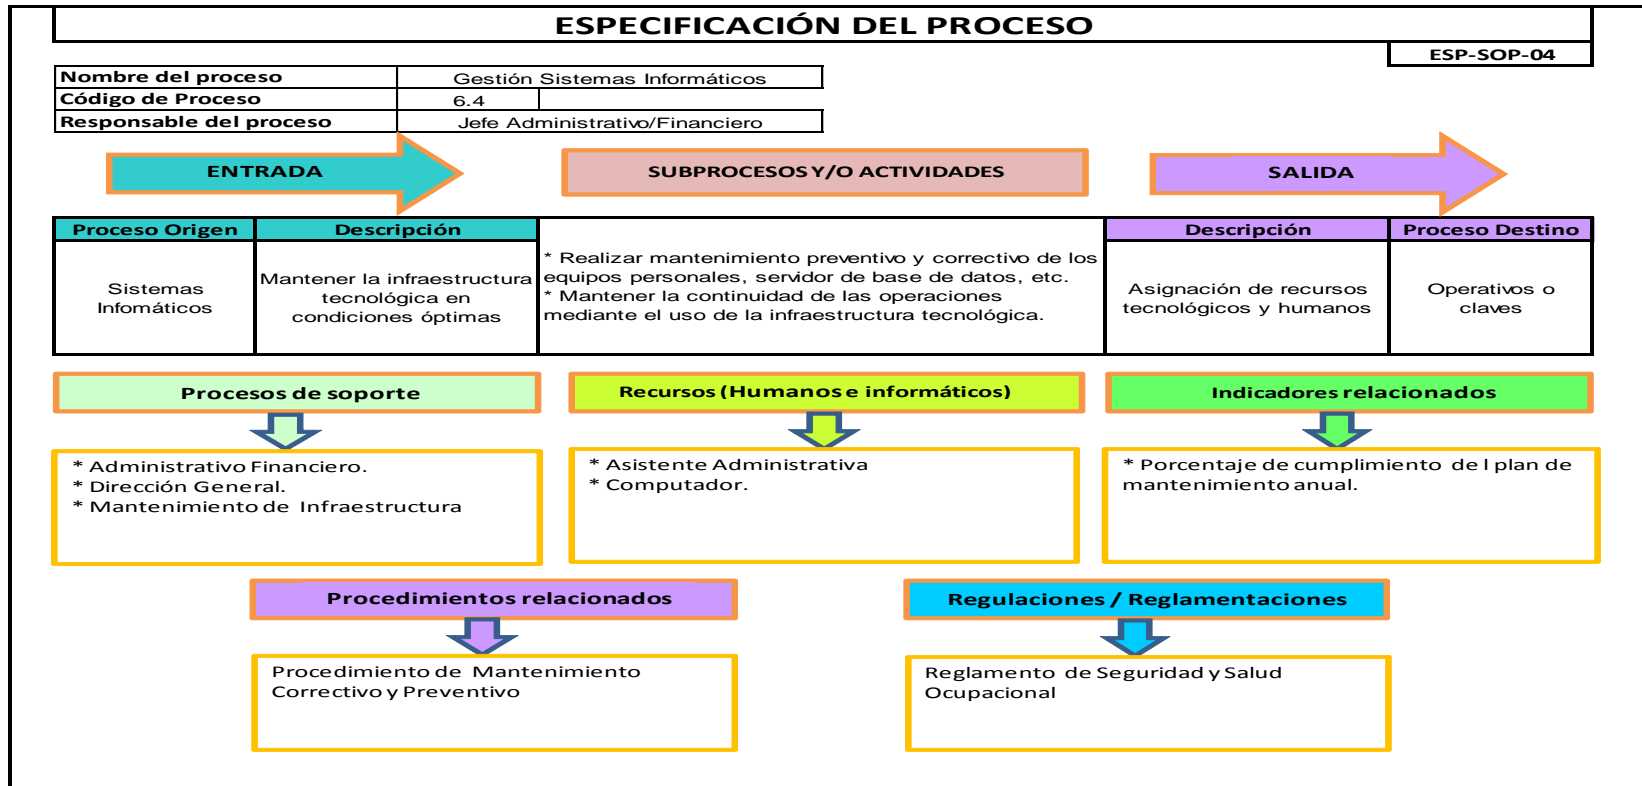 ESPECIFICACIÓN DEL PROCESO
ESP-SOP-04
Nombre del proceso
Gestión Sistemas Informáticos
Código de Proceso
6.4
Responsable del proceso
Jefe Administrativo/Financiero
ENTRADA
SUBPROCESOS Y/O ACTIVIDADES
SALIDA
Proceso Origen
Descripción
Sistemas
Infomáticos
Mantener la infraestructura
tecnológica en
condiciones óptimas
* Realizar mantenimiento preventivo y correctivo de los
equipos personales, servidor de base de datos, etc.
* Mantener la continuidad de las operaciones
mediante el uso de la infraestructura tecnológica.
Descripción
Proceso Destino
Asignación de recursos
tecnológicos y humanos
Operativos o
claves
Procesos de soporte
* Administrativo Financiero.
* Dirección General.
* Mantenimiento de Infraestructura
Recursos (Humanos e informáticos)
* Asistente Administrativa
* Computador.
Indicadores relacionados
* Porcentaje de cumplimiento de l plan de
mantenimiento anual.
Procedimientos relacionados
Procedimiento de Mantenimiento
Correctivo y Preventivo
Regulaciones / Reglamentaciones
Reglamento de Seguridad y Salud
Ocupacional